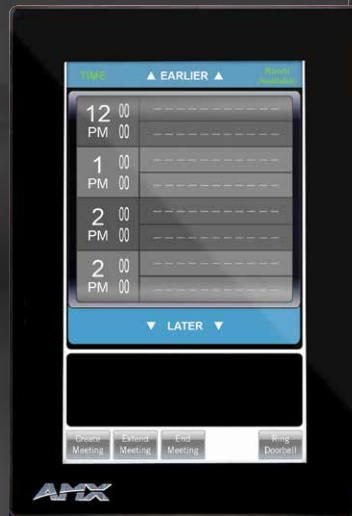 TIME ▲ EARLIER ▲ Room Available
12 00
PM 00
1 00
PM 00
2 00
PM 00
2 00
PM 00
▼ LATER ▼
Create Meeting
Extend Meeting
End Meeting
Ring Doorbell
AMX